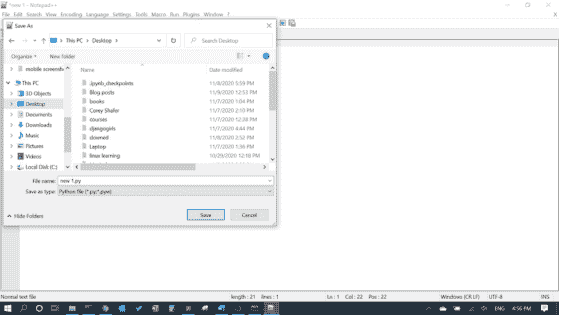 *new 1 - Notepad++
File Edit Search View Encoding Language Settings Tools Macro Run Plugins Window ?
X
Save As
This PC > Desktop >
Search Desktop
Organize
New folder
mobile screensh
Name
Date modified
This PC
.ipynb_checkpoints
11/4/2020 5:59 PM
3D Objects
Blog posts
11/9/2020 12:53 PM
Desktop
books
11/7/2020 1:04 PM
Documents
Corey Shafer
11/7/2020 2:10 PM
Downloads
courses
11/7/2020 12:28 PM
Music
djangogirls
11/7/2020 4:44 PM
Pictures
11/8/2020 2:52 PM
Videos
Laptop
11/7/2020 1:36 PM
Local Disk (C:)
linux learning
10/29/2020 12:18 PM
File name: new 1.py
Save as type: Python file (*.py;*.pyw)
Hide Folders
Save
Cancel
Normal text file
length : 21 lines : 1
Ln : 1 Col : 22 Pos : 22
Windows (CR LF)
UTF-8
INS
ENG
4:56 PM